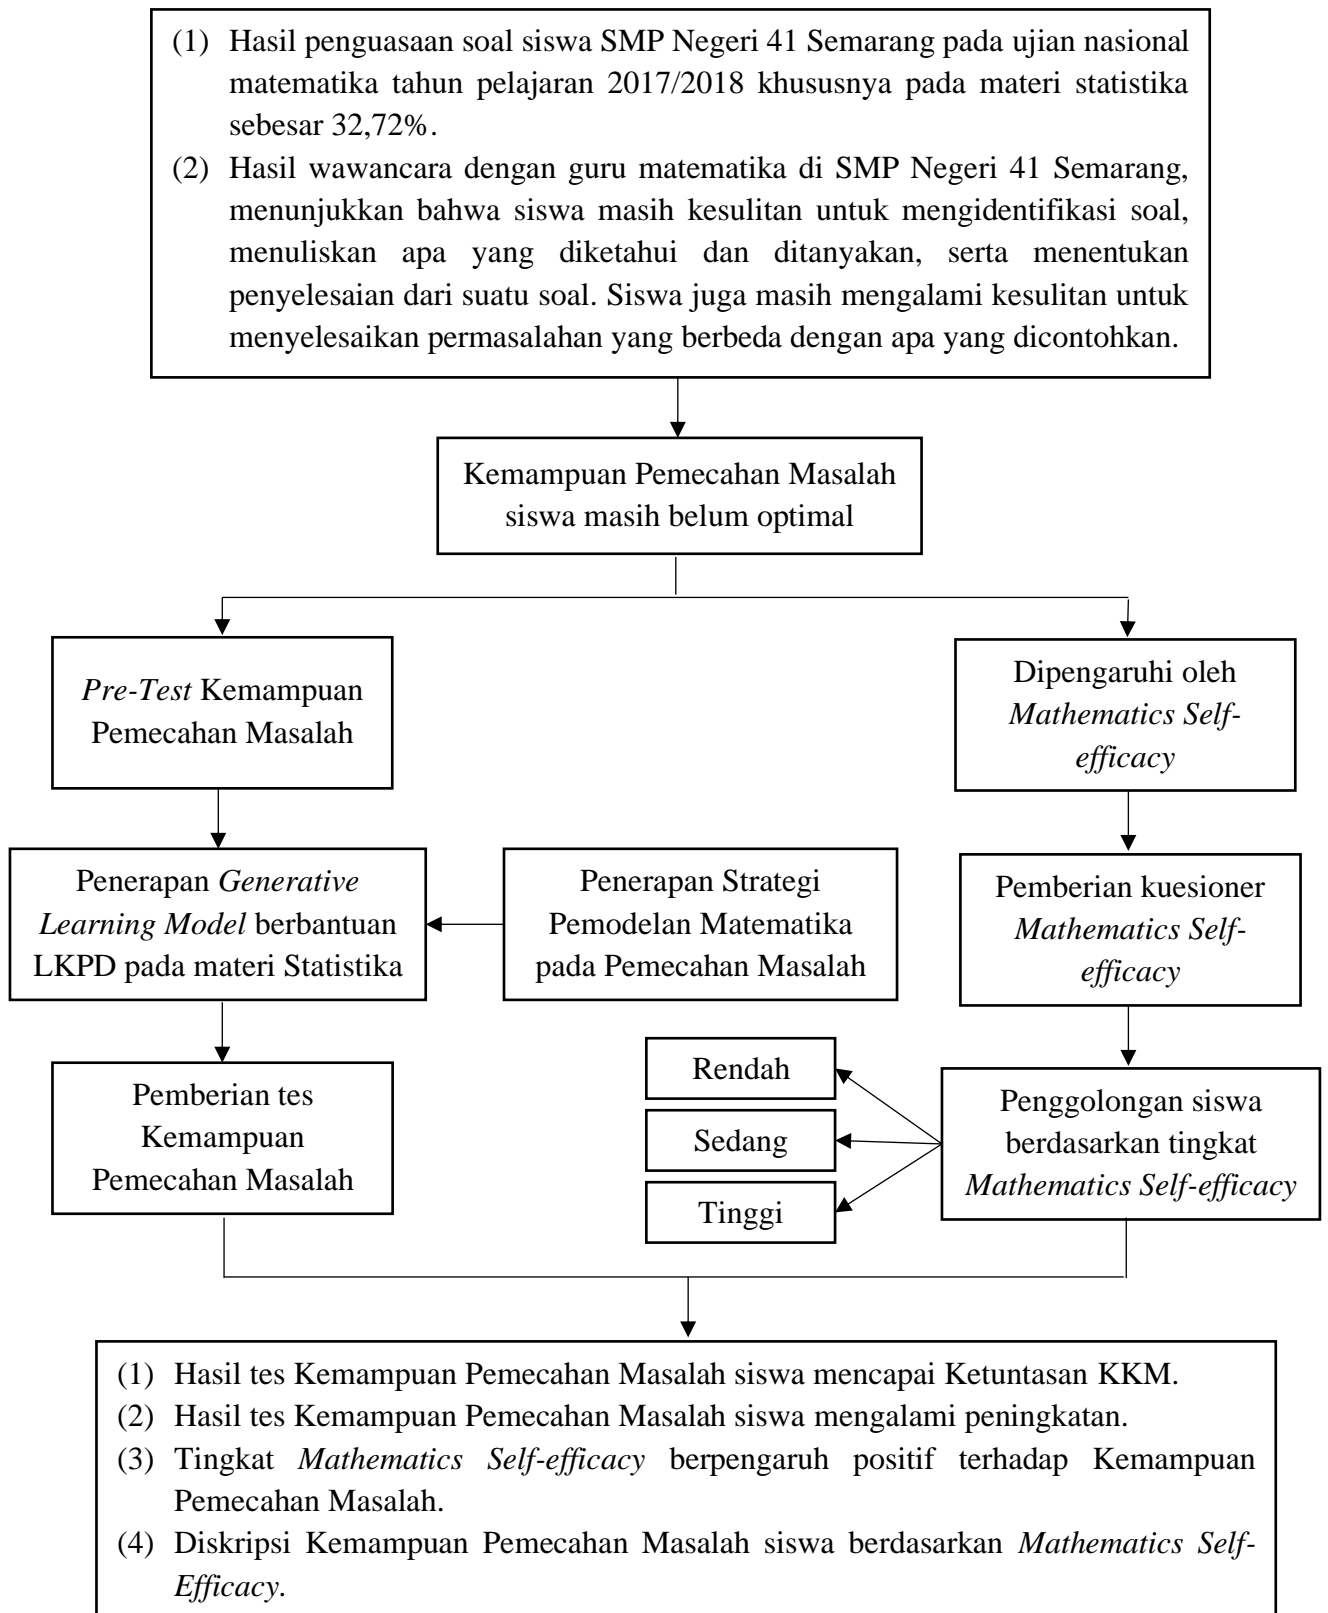 (1) Hasil penguasaan soal siswa SMP Negeri 41 Semarang pada ujian nasional
matematika tahun pelajaran 2017/2018 khususnya pada materi statistika
sebesar 32,72%.
(2) Hasil wawancara dengan guru matematika di SMP Negeri 41 Semarang,
menunjukkan bahwa siswa masih kesulitan untuk mengidentifikasi soal,
menuliskan apa yang diketahui dan ditanyakan, serta menentukan
penyelesaian dari suatu soal. Siswa juga masih mengalami kesulitan untuk
menyelesaikan permasalahan yang berbeda dengan apa yang dicontohkan.
Kemampuan Pemecahan Masalah
siswa masih belum optimal
Pre-Test Kemampuan
Pemecahan Masalah
Dipengaruhi oleh
Mathematics Self-
efficacy
Penerapan Generative
Learning Model berbantuan
LKPD pada materi Statistika
Penerapan Strategi
Pemodelan Matematika
pada Pemecahan Masalah
Pemberian kuesioner
Mathematics Self-
efficacy
Pemberian tes
Kemampuan
Pemecahan Masalah
Rendah
Sedang
Tinggi
Penggolongan siswa
berdasarkan tingkat
Mathematics Self-efficacy
(1) Hasil tes Kemampuan Pemecahan Masalah siswa mencapai Ketuntasan KKM.
(2) Hasil tes Kemampuan Pemecahan Masalah siswa mengalami peningkatan.
(3) Tingkat Mathematics Self-efficacy berpengaruh positif terhadap Kemampuan
Pemecahan Masalah.
(4) Diskripsi Kemampuan Pemecahan Masalah siswa berdasarkan Mathematics Self-
Efficacy.